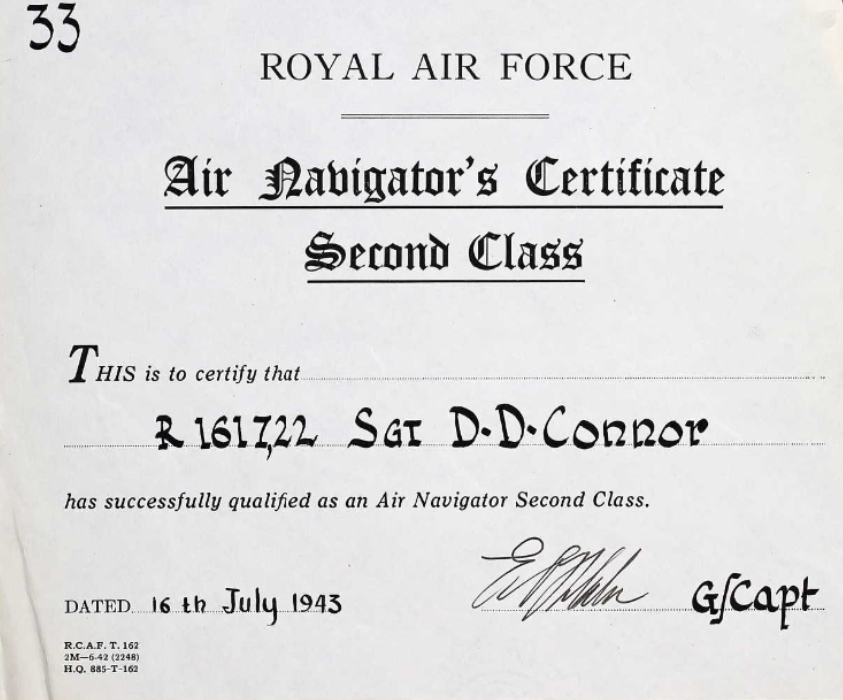 33
ROYAL AIR FORCE
Air Navigator's Certificate
Second Class
THIS is to certify that
R 161722 SGT D·D·Connor
has successfully qualified as an Air Navigator Second Class.
DATED 16 th July 1943 G/Capt
R.C.A.F. T. 162
2M—6-42 (2248)
H.Q. 885-T-162